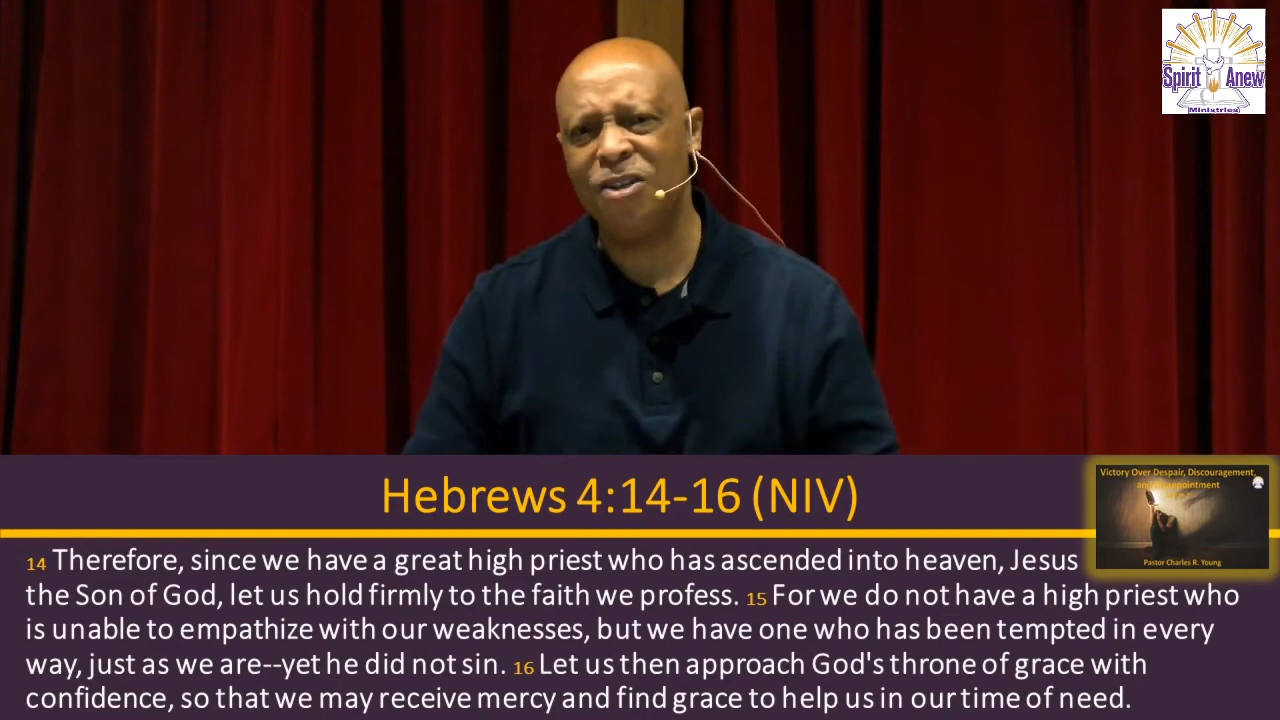 Spirit Anew
Ministries
Hebrews 4:14-16 (NIV)
Victory Over Despair, Discouragement,
and Disappointment
Pastor Charles R. Young
14 Therefore, since we have a great high priest who has ascended into heaven, Jesus
the Son of God, let us hold firmly to the faith we profess. 15 For we do not have a high priest who
is unable to empathize with our weaknesses, but we have one who has been tempted in every
way, just as we are--yet he did not sin. 16 Let us then approach God's throne of grace with
confidence, so that we may receive mercy and find grace to help us in our time of need.